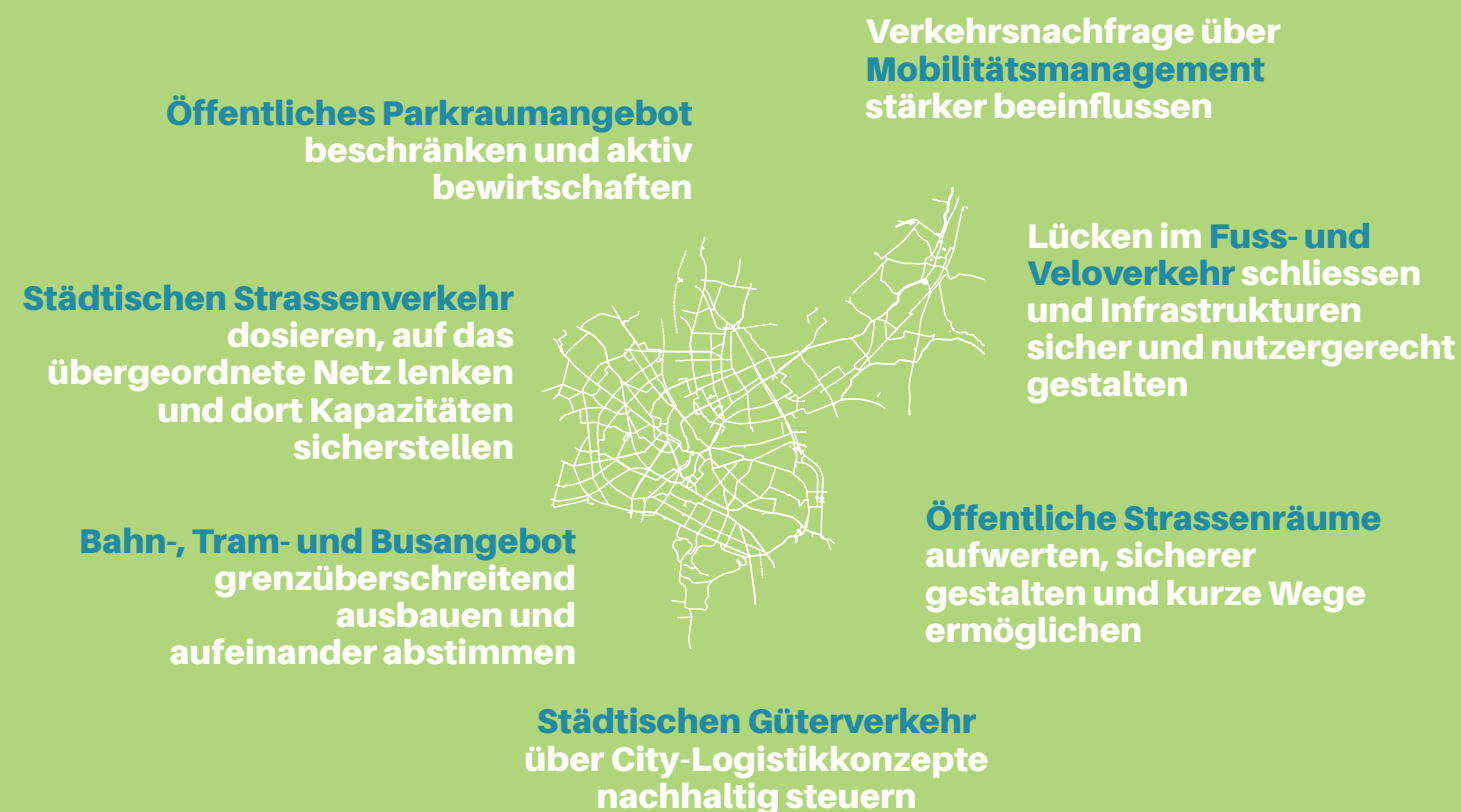 Verkehrsnachfrage über
Mobilitätsmanagement
stärker beeinflussen
Öffentliches Parkraumangebot
beschränken und aktiv
bewirtschaften
Lücken im Fuss- und
Veloverkehr schliessen
und Infrastrukturen
sicher und nutzergerecht
gestalten
Städtischen Strassenverkehr
dosieren, auf das
übergeordnete Netz lenken
und dort Kapazitäten
sicherstellen
Öffentliche Strassenräume
aufwerten, sicherer
gestalten und kurze Wege
ermöglichen
Bahn-, Tram- und Busangebot
grenzüberschreitend
ausbauen und
aufeinander abstimmen
Städtischen Güterverkehr
über City-Logistikkonzepte
nachhaltig steuern